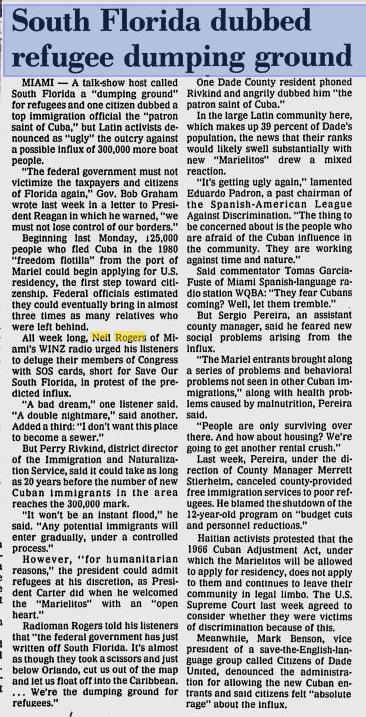 South Florida dubbed
refugee dumping ground
MIAMI — A talk-show host called
South Florida a "dumping ground"
for refugees and one citizen dubbed a
top immigration official the "patron
saint of Cuba," but Latin activists de-
nounced as "ugly" the outcry against
a possible influx of 300,000 more boat
people.
"The federal government must not
victimize the taxpayers and citizens
of Florida again," Gov. Bob Graham
wrote last week in a letter to Presi-
dent Reagan in which he warned, "we
must not lose control of our borders."
Beginning last Monday, 125,000
people who fled Cuba in the 1980
"freedom flotilla" from the port of
Mariel could begin applying for U.S.
residency, the first step toward citi-
zenship. Federal officials estimated
they could eventually bring in almost
three times as many relatives who
were left behind.
All week long, Neil Rogers of Mi-
ami's WINZ radio urged his listeners
to deluge their members of Congress
with SOS cards, short for Save Our
South Florida, in protest of the pre-
dicted influx.
"A bad dream," one listener said.
"A double nightmare," said another.
Added a third: "I don't want this place
to become a sewer."
But Perry Rivkind, district director
of the Immigration and Naturaliza-
tion Service, said it could take as long
as 20 years before the number of new
Cuban immigrants in the area
reaches the 300,000 mark.
"It won't be an instant flood," he
said. "Any potential immigrants will
enter gradually, under a controlled
process."
However, "for humanitarian
reasons," the president could admit
refugees at his discretion, as Presi-
dent Carter did when he welcomed
the "Marielitos" with an "open
heart."
Radioman Rogers told his listeners
that "the federal government has just
written off South Florida. It's almost
as though they took a scissors and just
below Orlando, cut us out of the map
and let us float into the Caribbean.
... We're the dumping ground for
refugees."
One Dade County resident phoned
Rivkind and angrily dubbed him "the
patron saint of Cuba."
In the large Latin community here,
which makes up 39 percent of Dade's
population, the news that their ranks
would likely swell substantially with
new "Marielitos" drew a mixed
reaction.
"It's getting ugly again," lamented
Eduardo Padron, a past chairman of
the Spanish-American League
Against Discrimination. "The thing to
be concerned about is the people who
are afraid of the Cuban influence in
the community. They are working
against time and nature."
Said commentator Tomas Garcia-
Fuste of Miami Spanish-language ra-
dio station WQBA: "They fear Cubans
coming? Well, let them tremble."
But Sergio Pereira, an assistant
county manager, said he feared new
social problems arising from the
influx.
"The Mariel entrants brought along
a series of problems and behavioral
problems not seen in other Cuban im-
migrations," along with health prob-
lems caused by malnutrition, Pereira
said.
"People are only surviving over
there. And how about housing? We're
going to get another rental crush."
Last week, Pereira, under the di-
rection of County Manager Merrett
Stierheim, canceled county-provided
free immigration services to poor ref-
ugees. He blamed the shutdown of the
12-year-old program on "budget cuts
and personnel reductions."
Haitian activists protested that the
1966 Cuban Adjustment Act, under
which the Marielitos will be allowed
to apply for residency, does not apply
to them and continues to leave their
community in legal limbo. The U.S.
Supreme Court last week agreed to
consider whether they were victims
of discrimination because of this.
Meanwhile, Mark Benson, vice
president of a save-the-English-lan-
guage group called Citizens of Dade
United, denounced the administra-
tion for allowing the new Cuban en-
trants and said citizens felt "absolute
rage" about the influx.